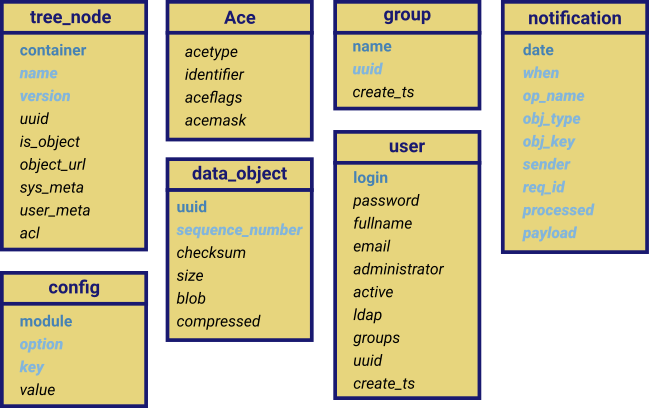 tree_node
container
name
version
uuid
is_object
object_url
sys_meta
user_meta
acl
config
module
option
key
value
Ace
acetype
identifier
aceflags
acemask
data_object
uuid
sequence_number
checksum
size
blob
compressed
group
name
uuid
create_ts
user
login
password
fullname
email
administrator
active
ldap
groups
uuid
create_ts
notification
date
when
op_name
obj_type
obj_key
sender
req_id
processed
payload